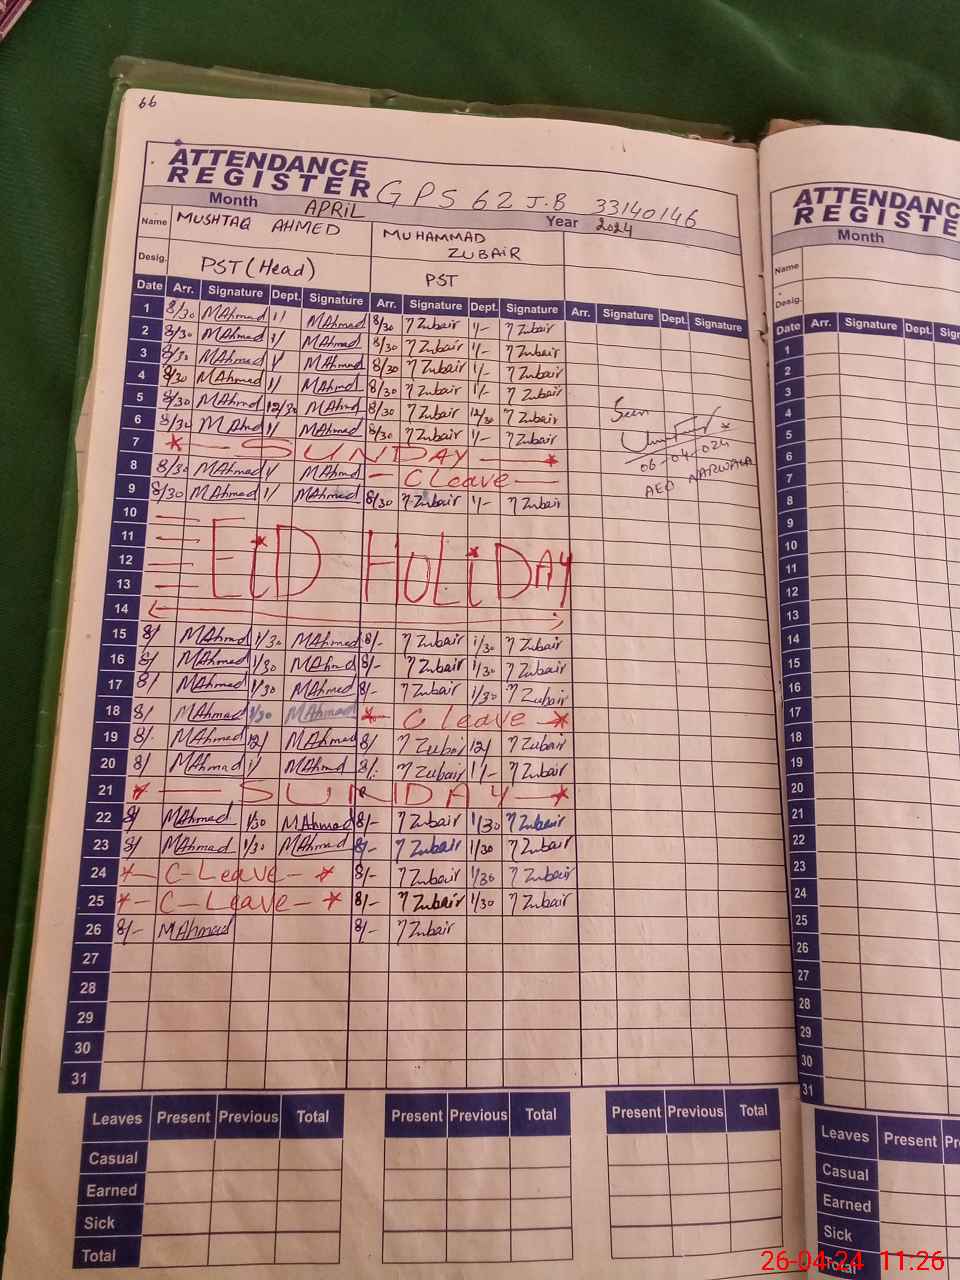 66
ATTENDANCE
REGISTER GPS 62 J.B 33140146
Month APRIL Year 2024
Name MUSHTAQ AHMED MUHAMMAD ZUBAIR
Desig. PST (Head) PST
Date Arr. Signature Dept. Signature Arr. Signature Dept. Signature Arr. Signature Dept. Signature
1 8/30 MAhmad 1/ MAhmad 8/30 Zubair 1/- Zubair
2 8/30 MAhmad 1/ MAhmad 8/30 Zubair 1/- Zubair
3 8/30 MAhmad 1/ MAhmad 8/30 Zubair 1/- Zubair
4 8/30 MAhmad 1/ MAhmad 8/30 Zubair 1/- Zubair
5 8/30 MAhmad 12/30 MAhmad 8/30 Zubair 12/30 Zubair
6 8/30 MAhmad 1/ MAhmad 8/30 Zubair 1/- Zubair
Seen
06-04-024
AEO NARWALA
7 SUNDAY
8 8/30 MAhmad 1/ MAhmad C Leave
9 8/30 MAhmad 1/ MAhmad 8/30 Zubair 1/- Zubair
10
11
12 EiD HOLiDAY
13
14
15 8/ MAhmad 1/30 MAhmad 8/- Zubair 1/30 Zubair
16 8/ MAhmad 1/30 MAhmad 8/- Zubair 1/30 Zubair
17 8/ MAhmad 1/30 MAhmad 8/- Zubair 1/30 Zubair
18 8/ MAhmad 1/30 MAhmad C Leave
19 8/ MAhmad 12/ MAhmad 8/ Zubair 12/ Zubair
20 8/ MAhmad 1/ MAhmad 8/- Zubair 1/- Zubair
21 SUNDAY
22 8/ MAhmad 1/30 MAhmad 8/- Zubair 1/30 Zubair
23 8/ MAhmad 1/30 MAhmad 8/- Zubair 1/30 Zubair
24 C-Leave 8/- Zubair 1/30 Zubair
25 C-Leave 8/- Zubair 1/30 Zubair
26 8/- MAhmad 8/- Zubair
27
28
29
30
31
Leaves Present Previous Total Present Previous Total Present Previous Total
Casual
Earned
Sick
Total
ATTENDANC
REGISTE
Month
Name
Desig.
Date Arr. Signature Dept. Sign
1
2
3
4
5
6
7
8
9
10
11
12
13
14
15
16
17
18
19
20
21
22
23
24
25
26
27
28
29
30
31
Leaves Present Pr
Casual
Earned
Sick
Total
26-04-24 11:26